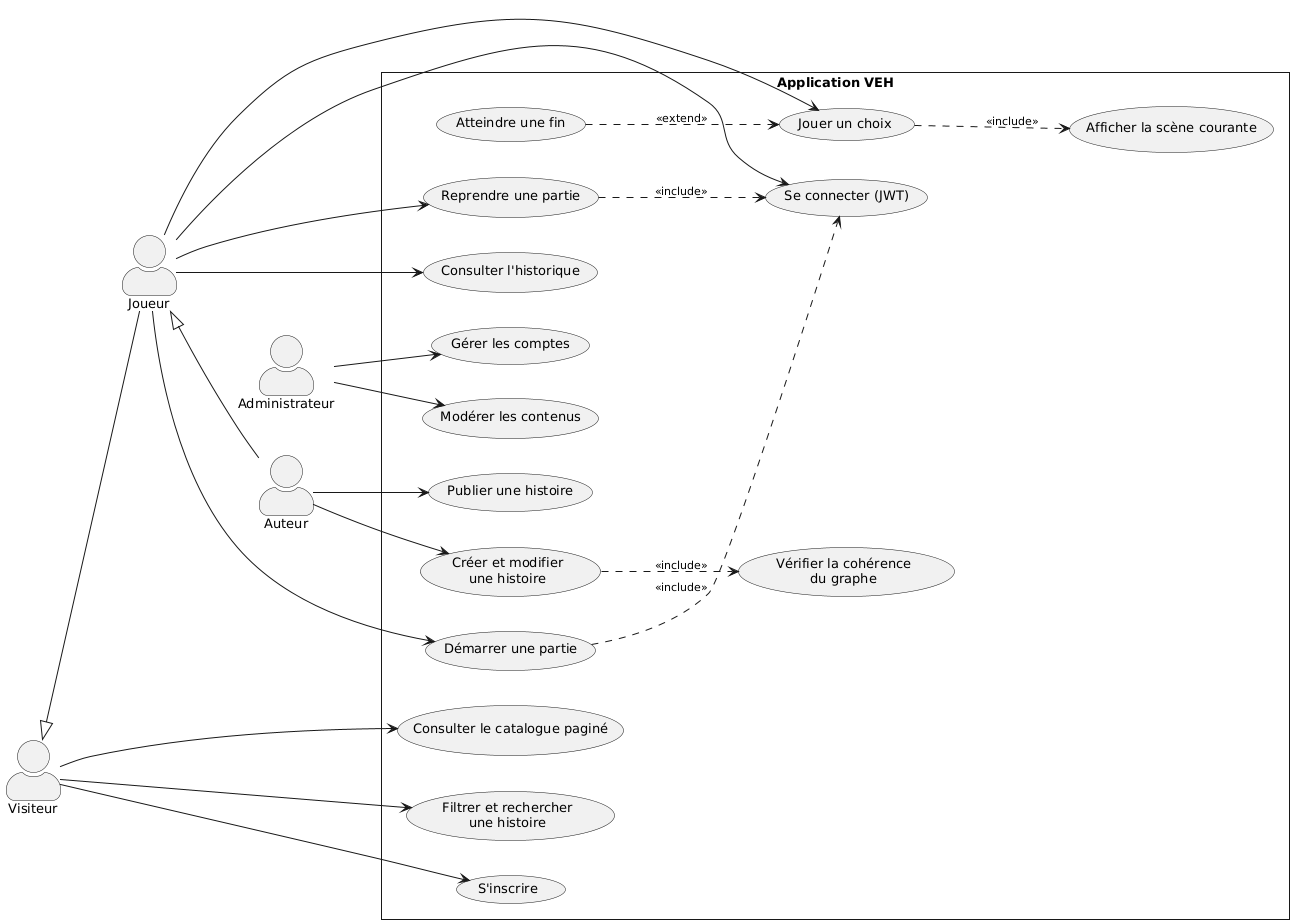 Application VEH
Atteindre une fin
«extend»
Jouer un choix
«include»
Afficher la scène courante
Reprendre une partie
«include»
Se connecter (JWT)
Consulter l'historique
Joueur
Gérer les comptes
Administrateur
Modérer les contenus
Publier une histoire
Auteur
Créer et modifier
une histoire
«include»
Vérifier la cohérence
du graphe
«include»
Démarrer une partie
Consulter le catalogue paginé
Visiteur
Filtrer et rechercher
une histoire
S'inscrire